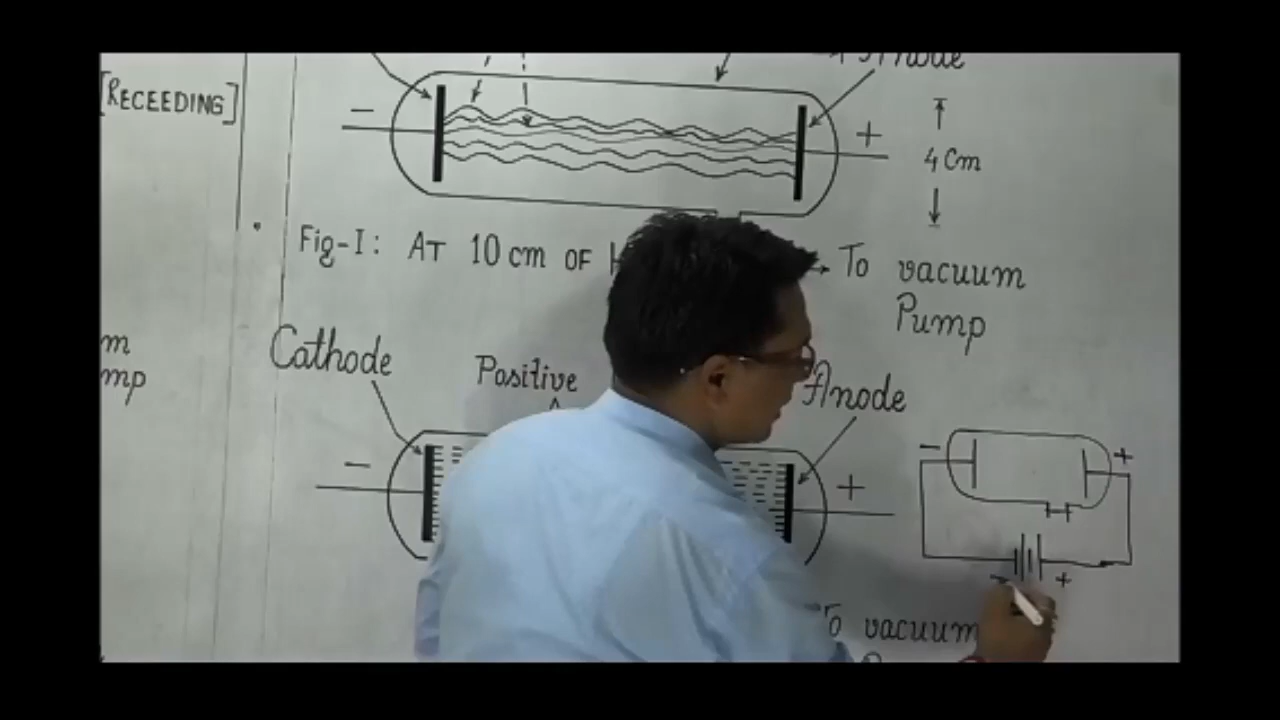 [RECEEDING]
Anode
−
+
4 Cm
Fig-I: AT 10 cm OF
To vacuum
Pump
m
mp
Cathode
Positive
Anode
−
+
−
+
−
+
To vacuum